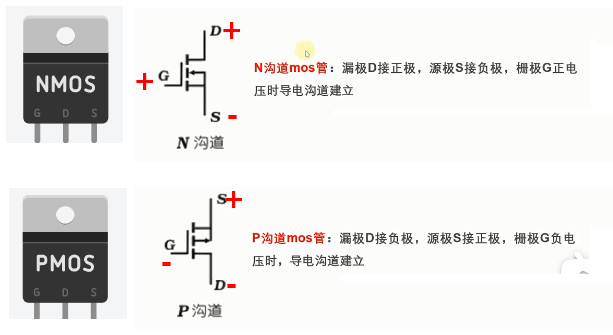 NMOS
G D S
D +
+ G
S -
N 沟道
N沟道mos管：漏极D接正极，源极S接负极，栅极G正电
压时导电沟道建立
PMOS
G D S
S +
G
-
D -
P 沟道
P沟道mos管：漏极D接负极，源极S接正极，栅极G负电
压时，导电沟道建立